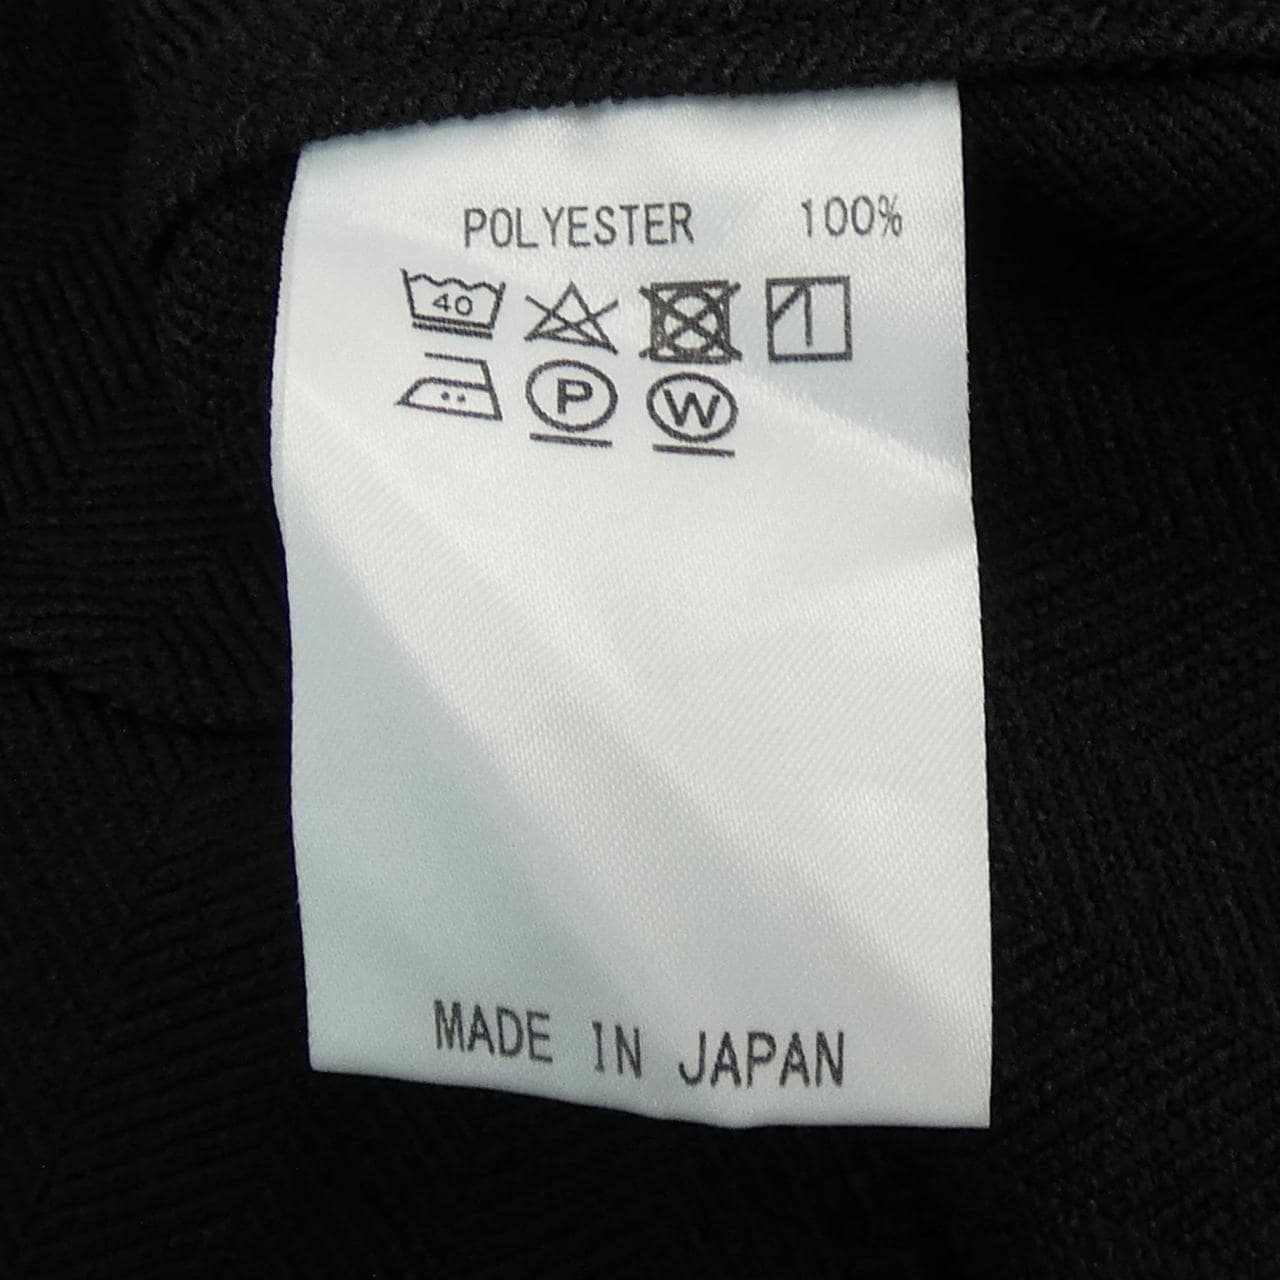 POLYESTER 100%
40
P W
MADE IN JAPAN